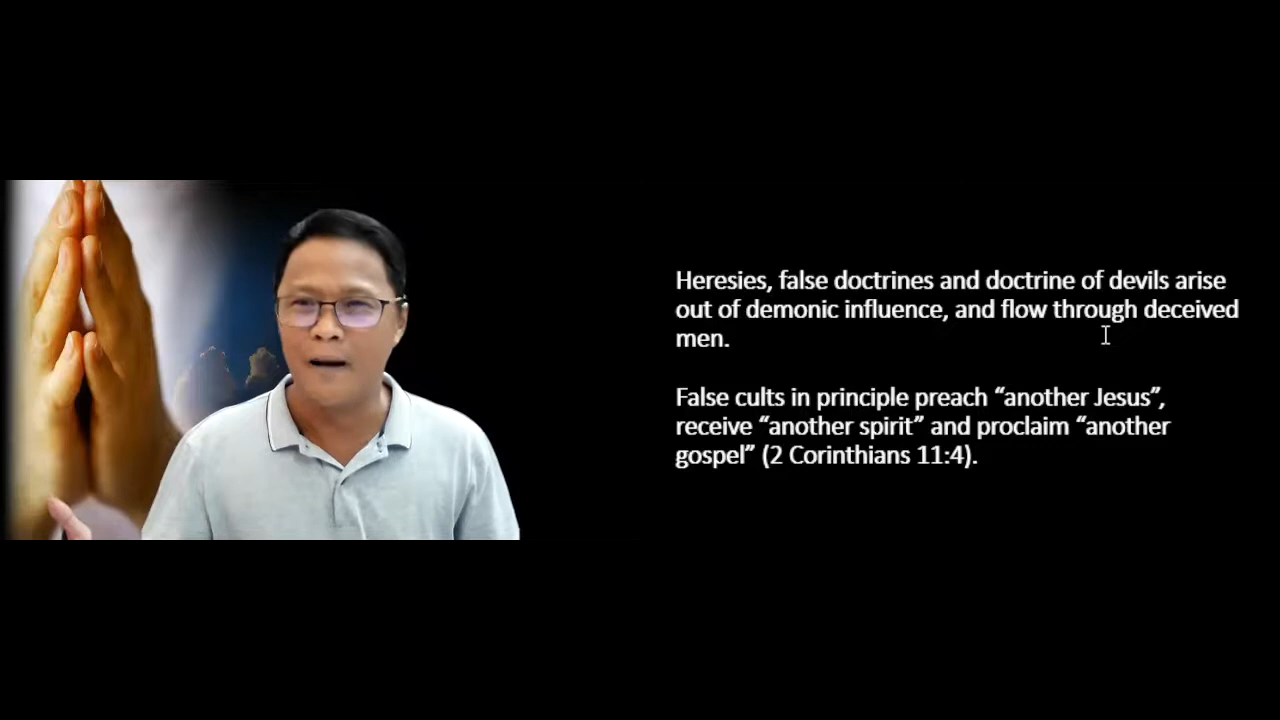 Heresies, false doctrines and doctrine of devils arise
out of demonic influence, and flow through deceived
men.
False cults in principle preach “another Jesus”,
receive “another spirit” and proclaim “another
gospel” (2 Corinthians 11:4).